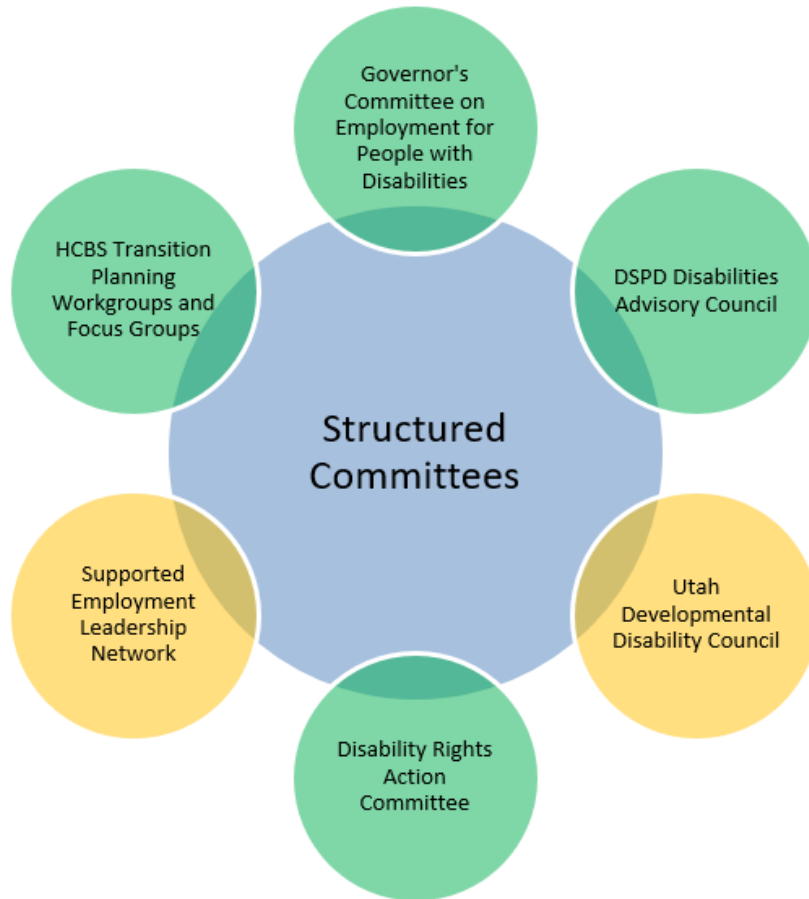 Governor's
Committee on
Employment for
People with
Disabilities
HCBS Transition
Planning
Workgroups and
Focus Groups
DSPD Disabilities
Advisory Council
Structured
Committees
Supported
Employment
Leadership
Network
Utah
Developmental
Disability Council
Disability Rights
Action
Committee